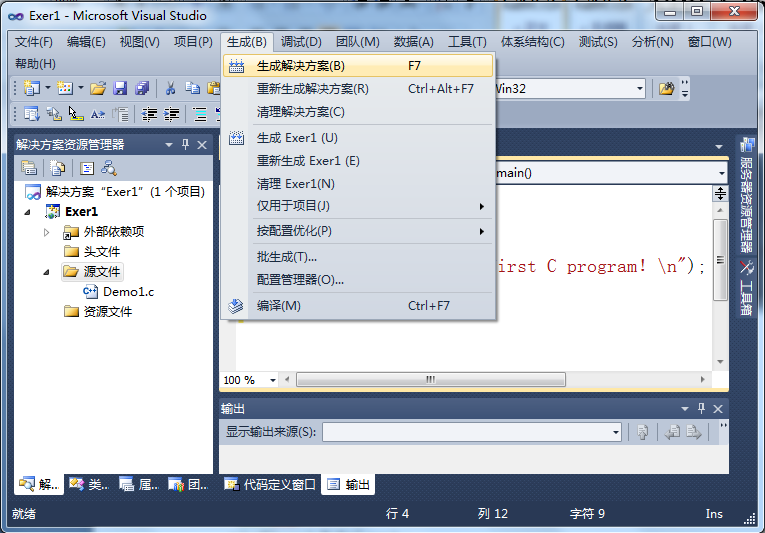 Exer1 - Microsoft Visual Studio
文件(F) 编辑(E) 视图(V) 项目(P) 生成(B) 调试(D) 团队(M) 数据(A) 工具(T) 体系结构(C) 测试(S) 分析(N) 窗口(W)
帮助(H)
生成解决方案(B) F7
重新生成解决方案(R) Ctrl+Alt+F7
清理解决方案(C)
生成 Exer1 (U)
重新生成 Exer1 (E)
清理 Exer1(N)
仅用于项目(J)
按配置优化(P)
批生成(T)...
配置管理器(O)...
编译(M) Ctrl+F7
Win32
解决方案资源管理器
解决方案“Exer1”(1 个项目)
Exer1
外部依赖项
头文件
源文件
Demo1.c
资源文件
main()
irst C program! \n");
100 %
服务器资源管理器
工具箱
输出
显示输出来源(S):
解... 类... 属... 团... 代码定义窗口 输出
就绪 行 4 列 12 字符 9 Ins